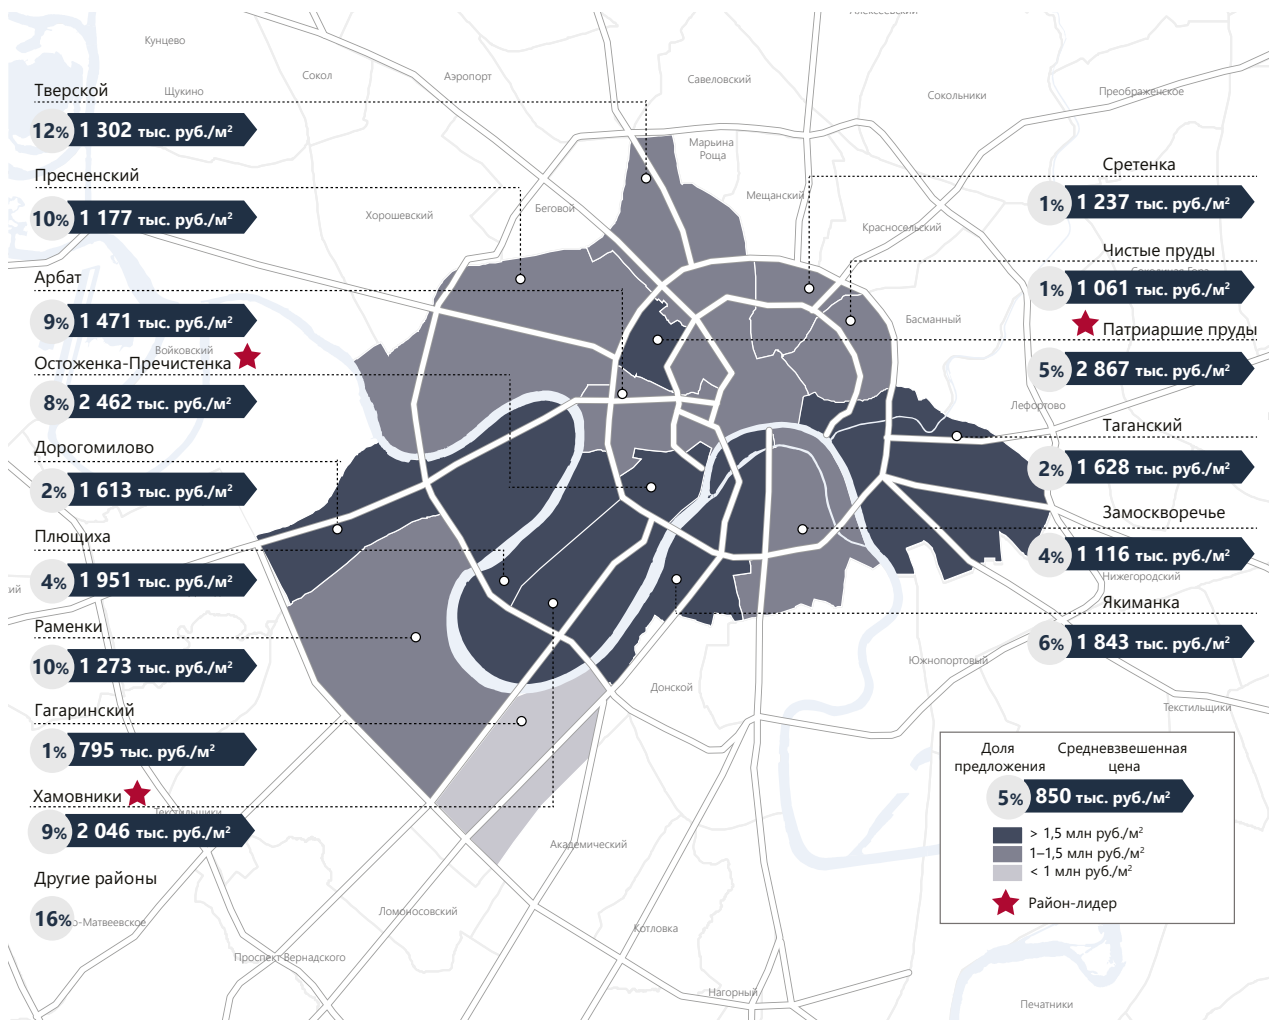 Алексеевский
Кунцево
Сокол
Аэропорт
Савеловский
Щукино
Сокольники
Преображенское
Тверской
12% 1 302 тыс. руб./м²
Марьина
Роща
Пресненский
10% 1 177 тыс. руб./м²
Хорошевский
Беговой
Мещанский
Красносельский
Сретенка
1% 1 237 тыс. руб./м²
Арбат
9% 1 471 тыс. руб./м²
Чистые пруды
1% 1 061 тыс. руб./м²
Басманный
Войковский
Остоженка-Пречистенка
8% 2 462 тыс. руб./м²
Патриаршие пруды
5% 2 867 тыс. руб./м²
Лефортово
Дорогомилово
2% 1 613 тыс. руб./м²
Таганский
2% 1 628 тыс. руб./м²
Плющиха
4% 1 951 тыс. руб./м²
ий
Замоскворечье
4% 1 116 тыс. руб./м²
Нижегородский
Раменки
10% 1 273 тыс. руб./м²
Якиманка
6% 1 843 тыс. руб./м²
Южнопортовый
Донской
Текстильщики
Гагаринский
1% 795 тыс. руб./м²
Хамовники
Текстильщики
9% 2 046 тыс. руб./м²
Другие районы
16%
о-Матвеевское
Академический
Ломоносовский
Котловка
Проспект Вернадского
Нагорный
Печатники
Доля
предложения
Средневзвешенная
цена
5% 850 тыс. руб./м²
> 1,5 млн руб./м²
1–1,5 млн руб./м²
< 1 млн руб./м²
Район-лидер